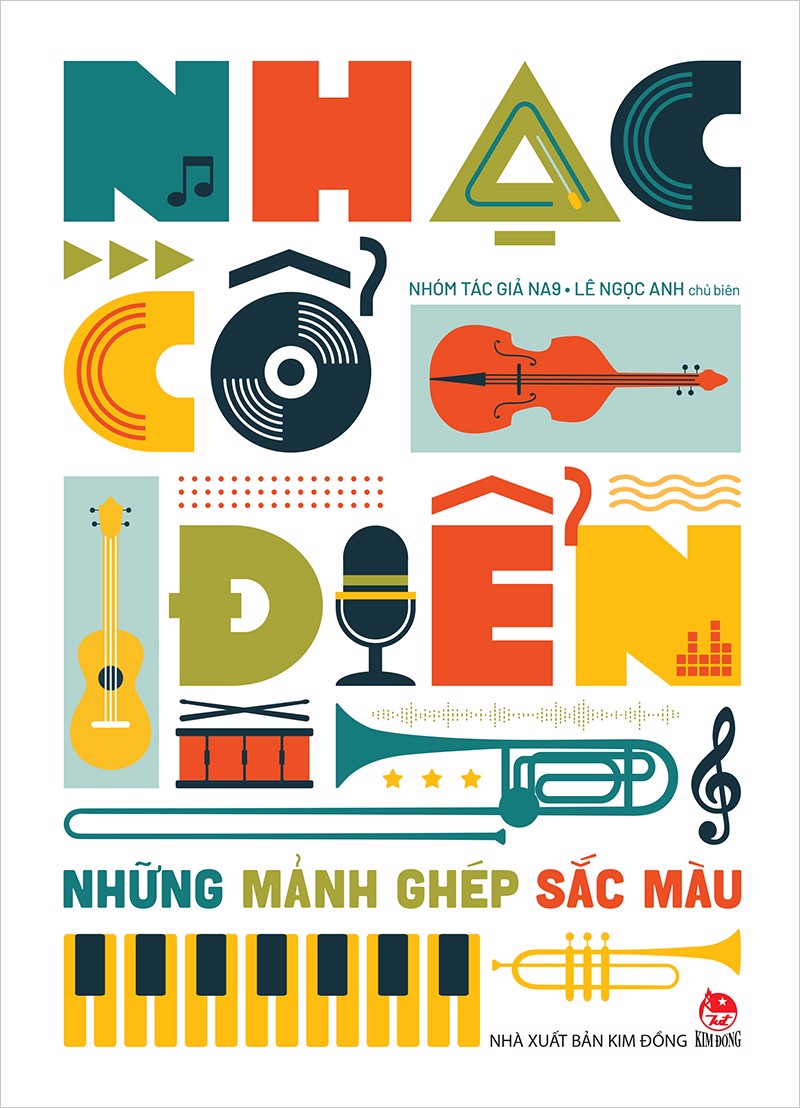 NHẠC
CỔ
NHÓM TÁC GIẢ NA9 • LÊ NGỌC ANH chủ biên
ĐIỂN
NHỮNG MẢNH GHÉP SẮC MÀU
NHÀ XUẤT BẢN KIM ĐỒNG
KIM ĐỒNG